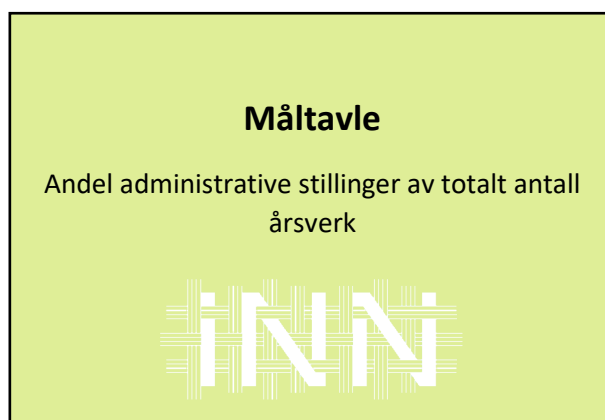 Måltavle
Andel administrative stillinger av totalt antall
årsverk
INN